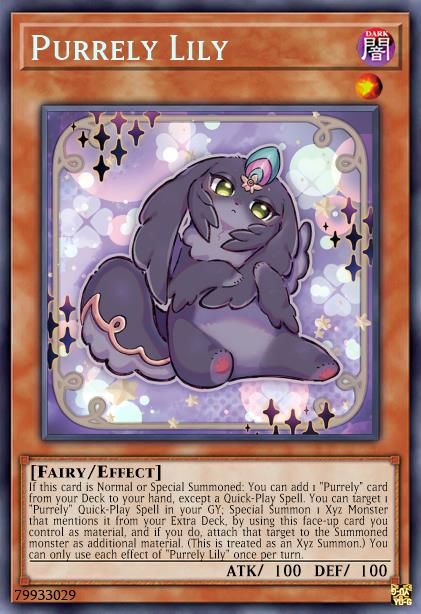 Purrely Lily
DARK
闇
[Fairy/Effect]
If this card is Normal or Special Summoned: You can add 1 "Purrely" card
from your Deck to your hand, except a Quick-Play Spell. You can target 1
"Purrely" Quick-Play Spell in your GY; Special Summon 1 Xyz Monster
that mentions it from your Extra Deck, by using this face-up card you
control as material, and if you do, attach that target to the Summoned
monster as additional material. (This is treated as an Xyz Summon.) You
can only use each effect of "Purrely Lily" once per turn.
ATK/ 100 DEF/ 100
79933029